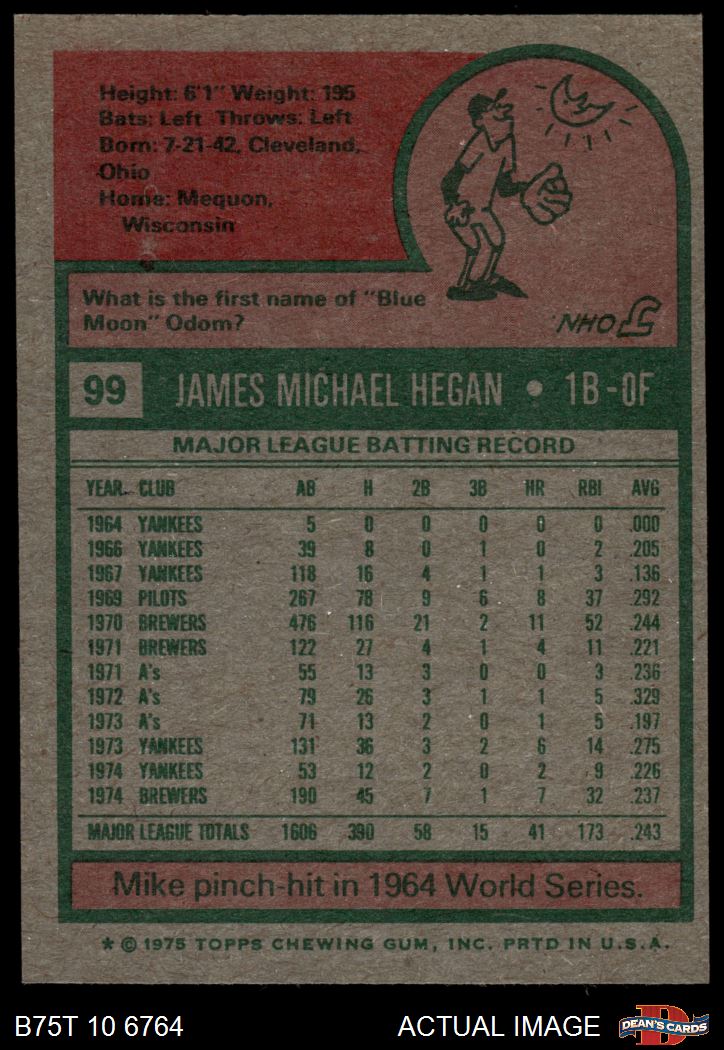 Height: 6'1" Weight: 195
Bats: Left Throws: Left
Born: 7-21-42, Cleveland,
Ohio
Home: Mequon,
Wisconsin
What is the first name of "Blue
Moon" Odom?
JOHN.
99 JAMES MICHAEL HEGAN • 1B-OF
MAJOR LEAGUE BATTING RECORD
YEAR CLUB AB H 2B 3B HR RBI AVG
1964 YANKEES 5 0 0 0 0 0 .000
1966 YANKEES 39 8 0 1 0 2 .205
1967 YANKEES 118 16 4 1 1 3 .136
1969 PILOTS 267 78 9 6 8 37 .292
1970 BREWERS 476 116 21 2 11 52 .244
1971 BREWERS 122 27 4 1 4 11 .221
1971 A's 55 13 3 0 0 3 .236
1972 A's 79 26 3 1 1 5 .329
1973 A's 71 13 2 0 1 5 .197
1973 YANKEES 131 36 3 2 6 14 .275
1974 YANKEES 53 12 2 0 2 9 .226
1974 BREWERS 190 45 7 1 7 32 .237
MAJOR LEAGUE TOTALS 1606 390 58 15 41 173 .243
Mike pinch-hit in 1964 World Series.
* © 1975 TOPPS CHEWING GUM, INC. PRTD IN U.S.A.
B75T 10 6764 ACTUAL IMAGE
D
DEAN'S CARDS